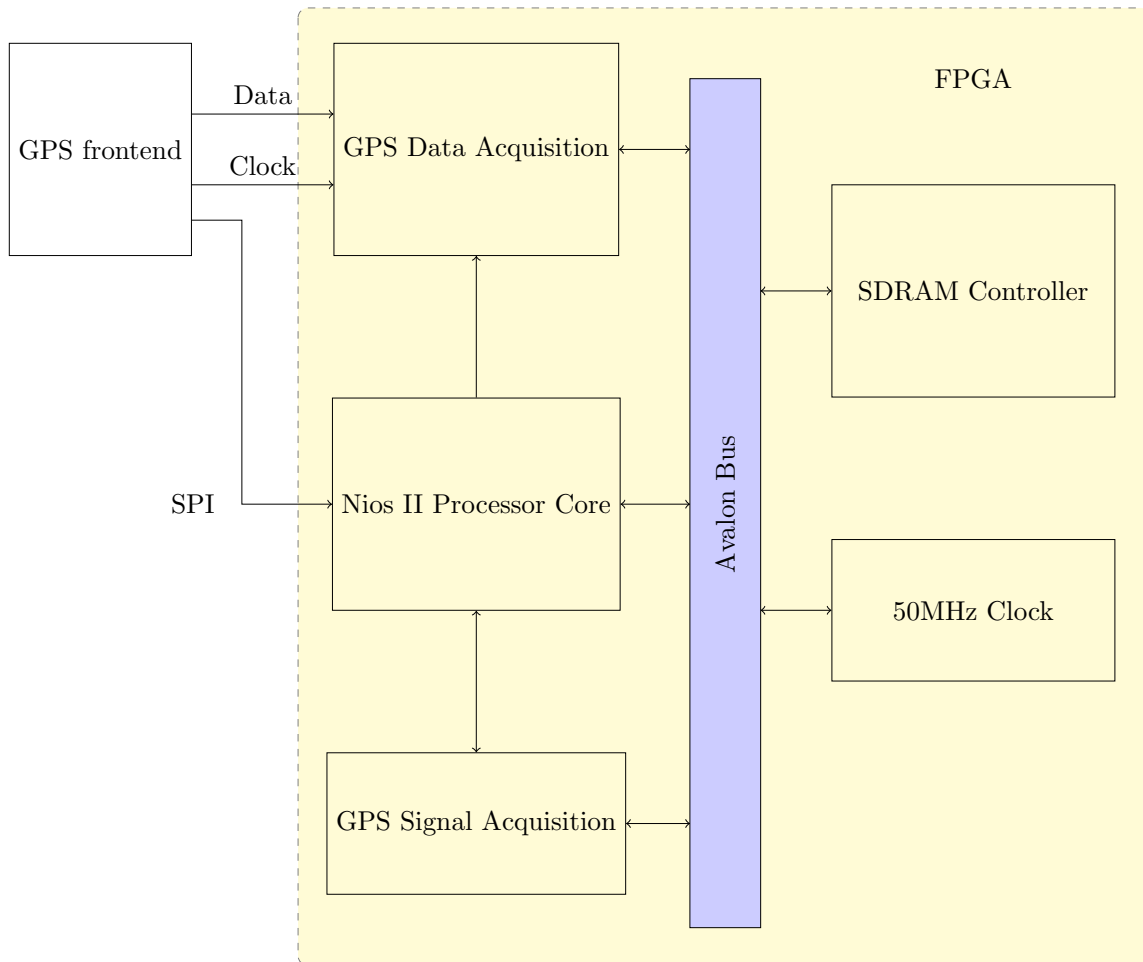 FPGA
Data
GPS frontend
GPS Data Acquisition
Clock
SDRAM Controller
Avalon Bus
SPI
Nios II Processor Core
50MHz Clock
GPS Signal Acquisition